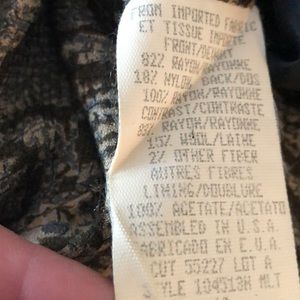 FROM IMPORTED FABRIC
ET TISSUE IMPORTE
FRONT/DEVANT
82% RAYON/RAYONNE
18% NYLON, BACK/DOS
100% RAYON/RAYONNE
CONTRAST/CONTRASTE
83% RAYON/RAYONNE
15% WOOL/LAINE
2% OTHER FIBER
AUTRES FIBRES
LINING/DOUBLURE
100% ACETATE/ACETATO
ASSEMBLED IN U.S.A.
FABRICADO EN E.U.A.
CUT 55227 LOT A
STYLE 104513H MLT